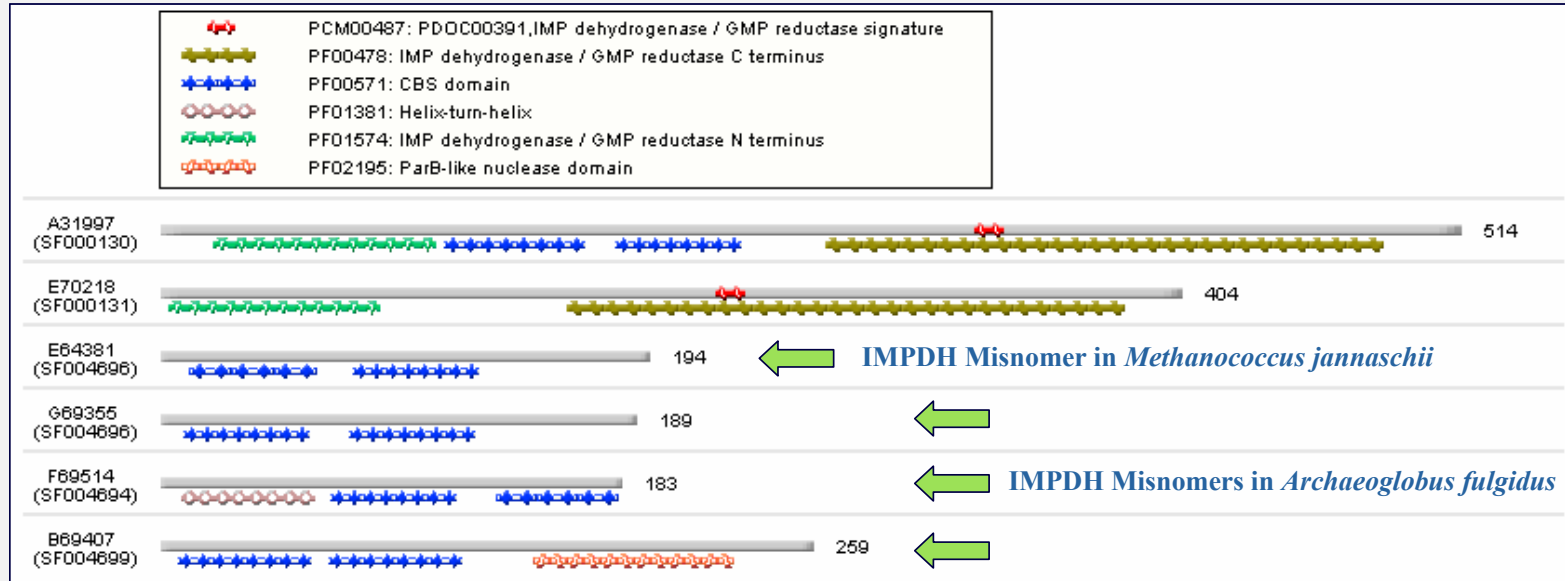 PCM00487: PDOC00391,IMP dehydrogenase / GMP reductase signature
PF00478: IMP dehydrogenase / GMP reductase C terminus
PF00571: CBS domain
PF01381: Helix-turn-helix
PF01574: IMP dehydrogenase / GMP reductase N terminus
PF02195: ParB-like nuclease domain
A31997
(SF000130)
514
E70218
(SF000131)
404
E64381
(SF004696)
194
IMPDH Misnomer in Methanococcus jannaschii
G69355
(SF004696)
189
F69514
(SF004694)
183
IMPDH Misnomers in Archaeoglobus fulgidus
B69407
(SF004699)
259